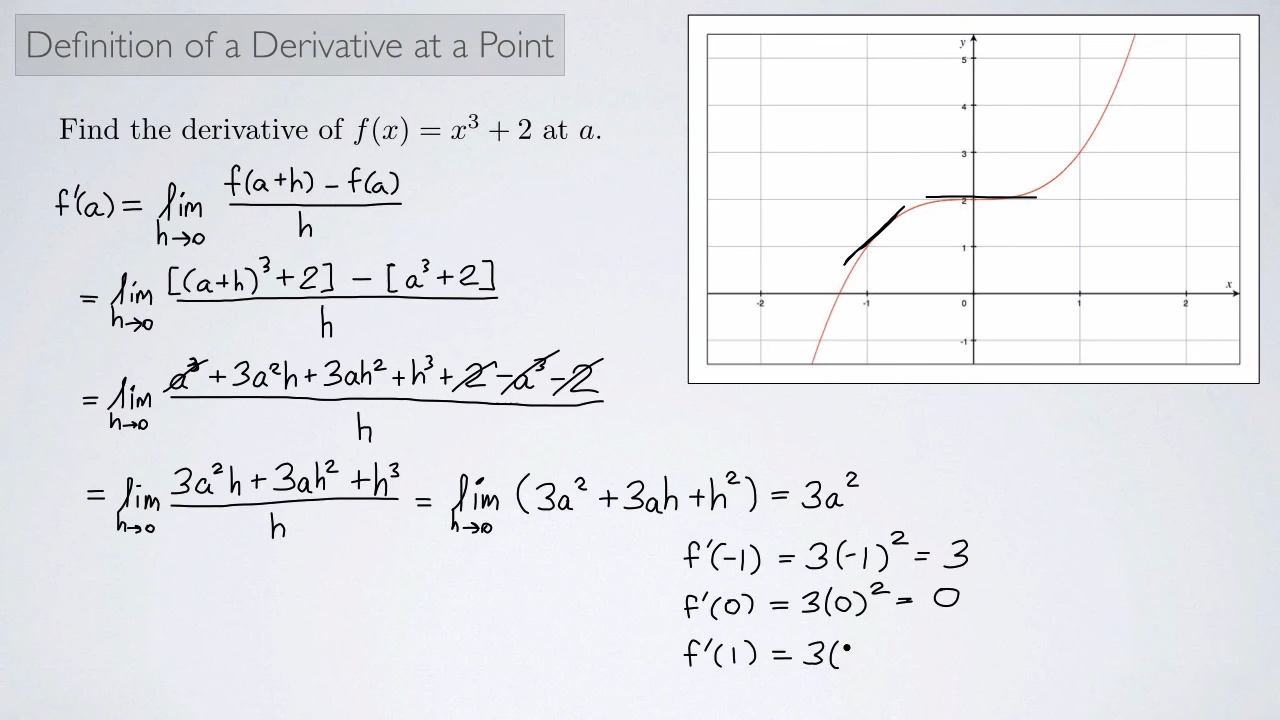 Definition of a Derivative at a Point
Find the derivative of f(x) = x³ + 2 at a.
f'(a) = lim h→0 f(a+h) - f(a) / h
= lim h→0 [(a+h)³ + 2] - [a³ + 2] / h
= lim h→0 a³ + 3a²h + 3ah² + h³ + 2 - a³ - 2 / h
= lim h→0 3a²h + 3ah² + h³ / h = lim h→0 (3a² + 3ah + h²) = 3a²
f'(-1) = 3(-1)² = 3
f'(0) = 3(0)² = 0
f'(1) = 3(
y
5
4
3
2
1
x
-2 -1 0 1 2
-1